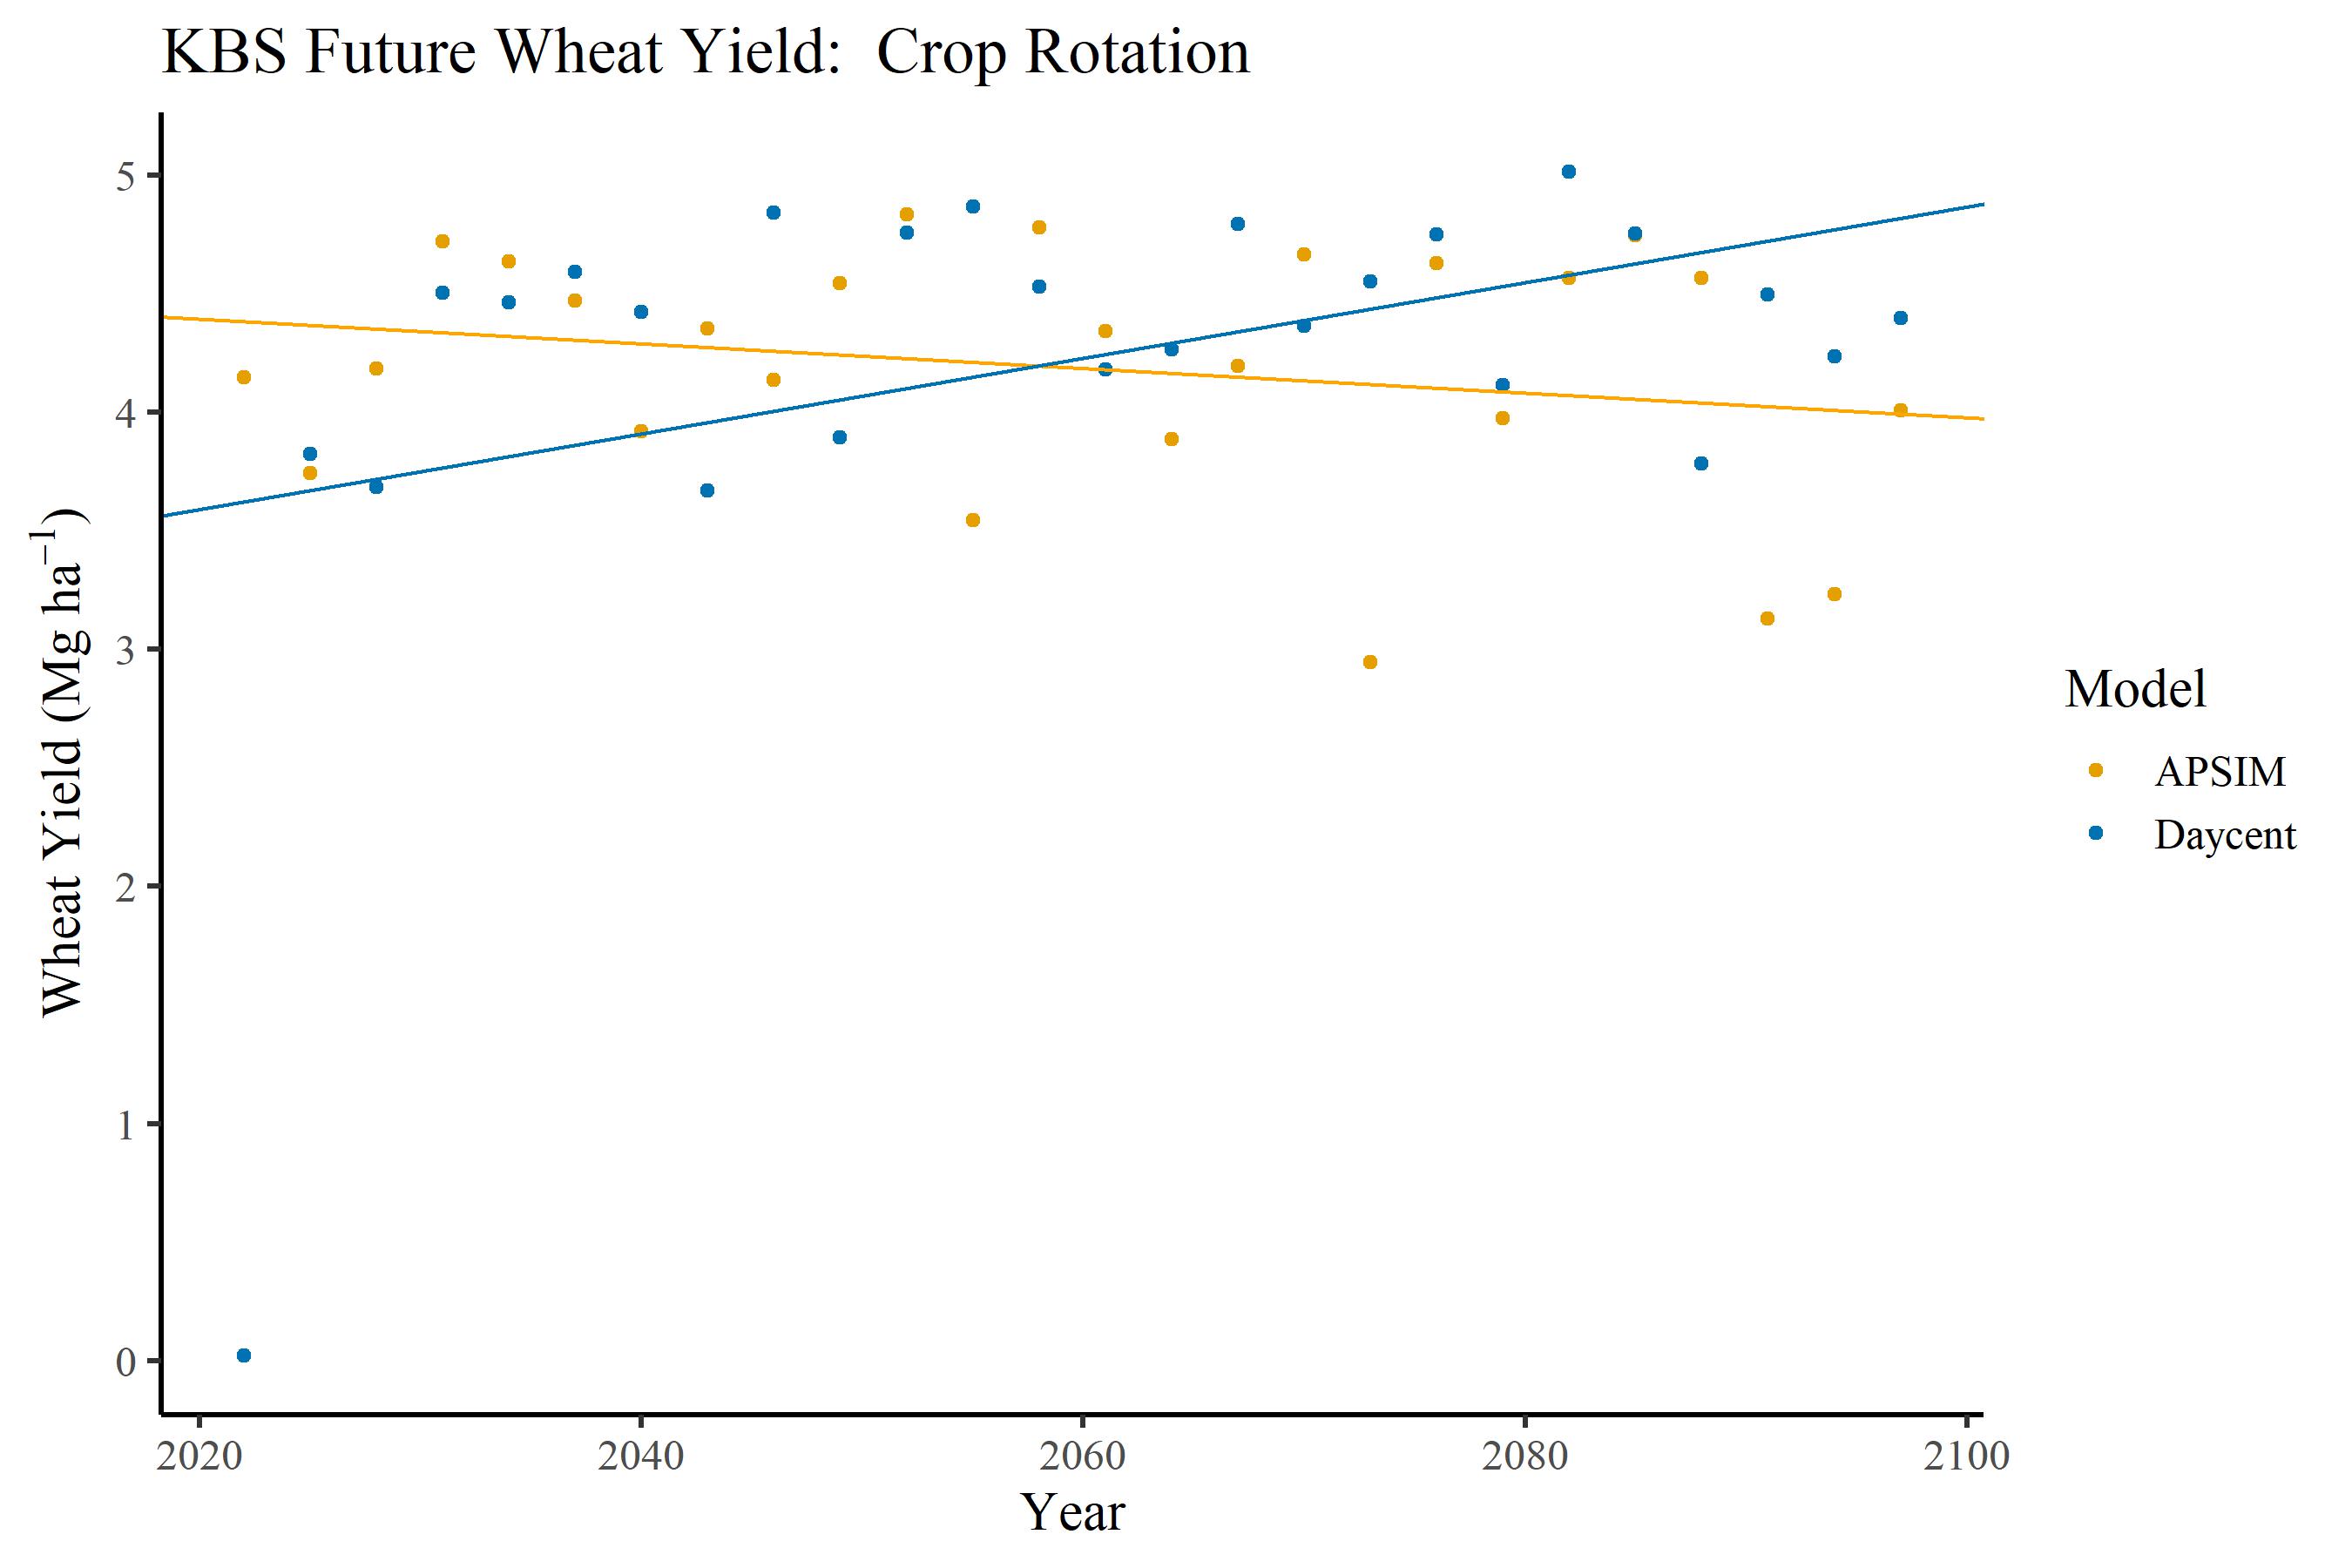 KBS Future Wheat Yield:  Crop Rotation
Wheat Yield (Mg ha⁻¹)
5
4
3
2
1
0
2020 2040 2060 2080 2100
Year
Model
APSIM
Daycent